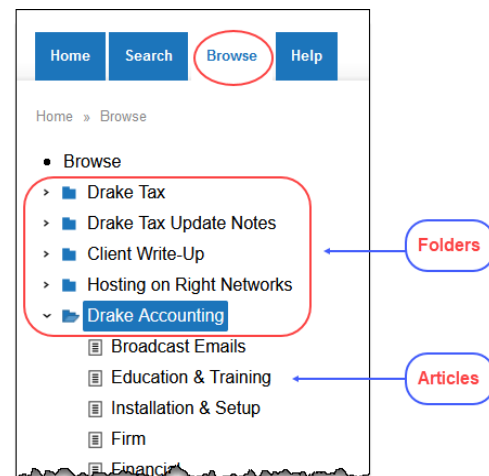 Home Search Browse Help
Home » Browse
• Browse
Drake Tax
Drake Tax Update Notes
Client Write-Up
Folders
Hosting on Right Networks
Drake Accounting
Broadcast Emails
Education & Training
Articles
Installation & Setup
Firm
Financial